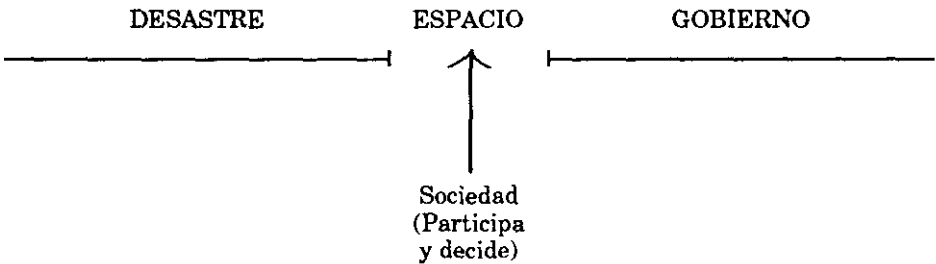 DESASTRE ESPACIO GOBIERNO
Sociedad
(Participa
y decide)